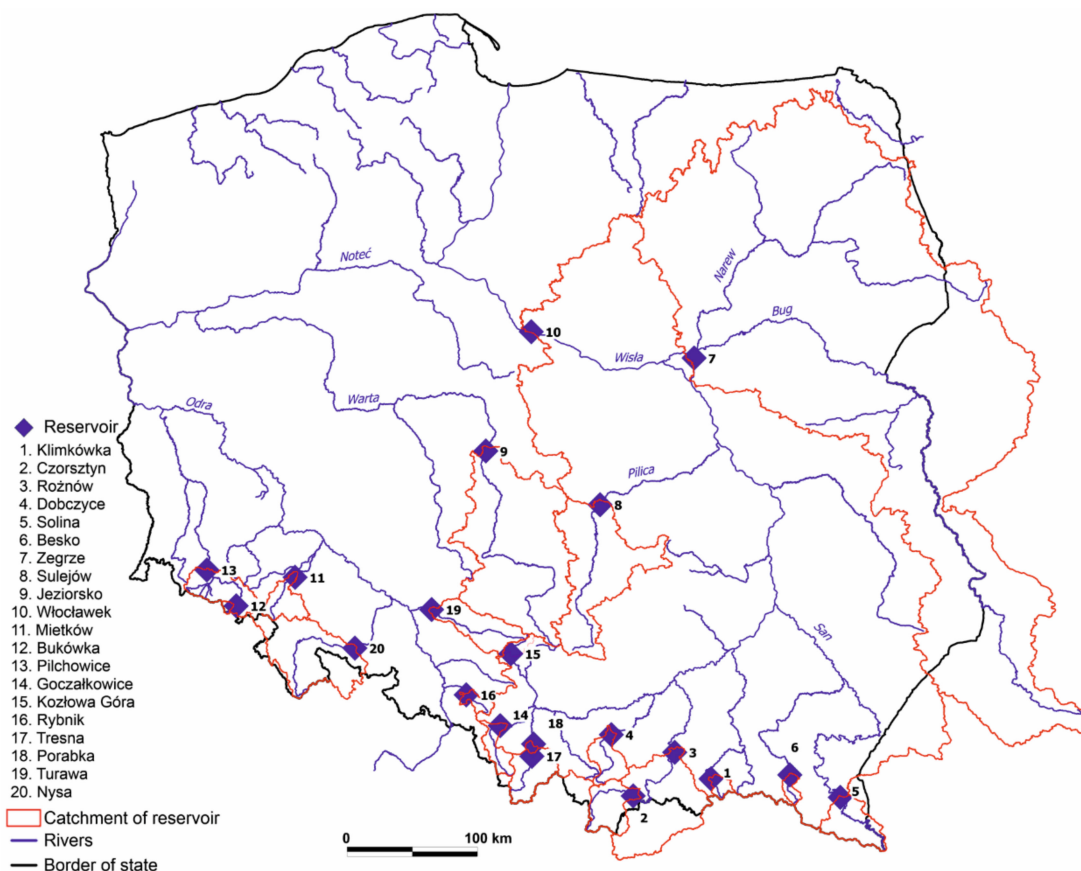 Noteć
Narew
Bug
10
Wisła
7
Odra
Warta
9
Pilica
8
Reservoir
1. Klimkówka
2. Czorsztyn
3. Rożnów
4. Dobczyce
5. Solina
6. Besko
7. Zegrze
8. Sulejów
9. Jeziorsko
10. Włocławek
11. Mietków
12. Bukówka
13. Pilchowice
14. Goczałkowice
15. Kozłowa Góra
16. Rybnik
17. Tresna
18. Porabka
19. Turawa
20. Nysa
Catchment of reservoir
Rivers
Border of state
13
11
12
19
San
20
15
16
14
18
4
17
3
6
1
5
2
0 100 km